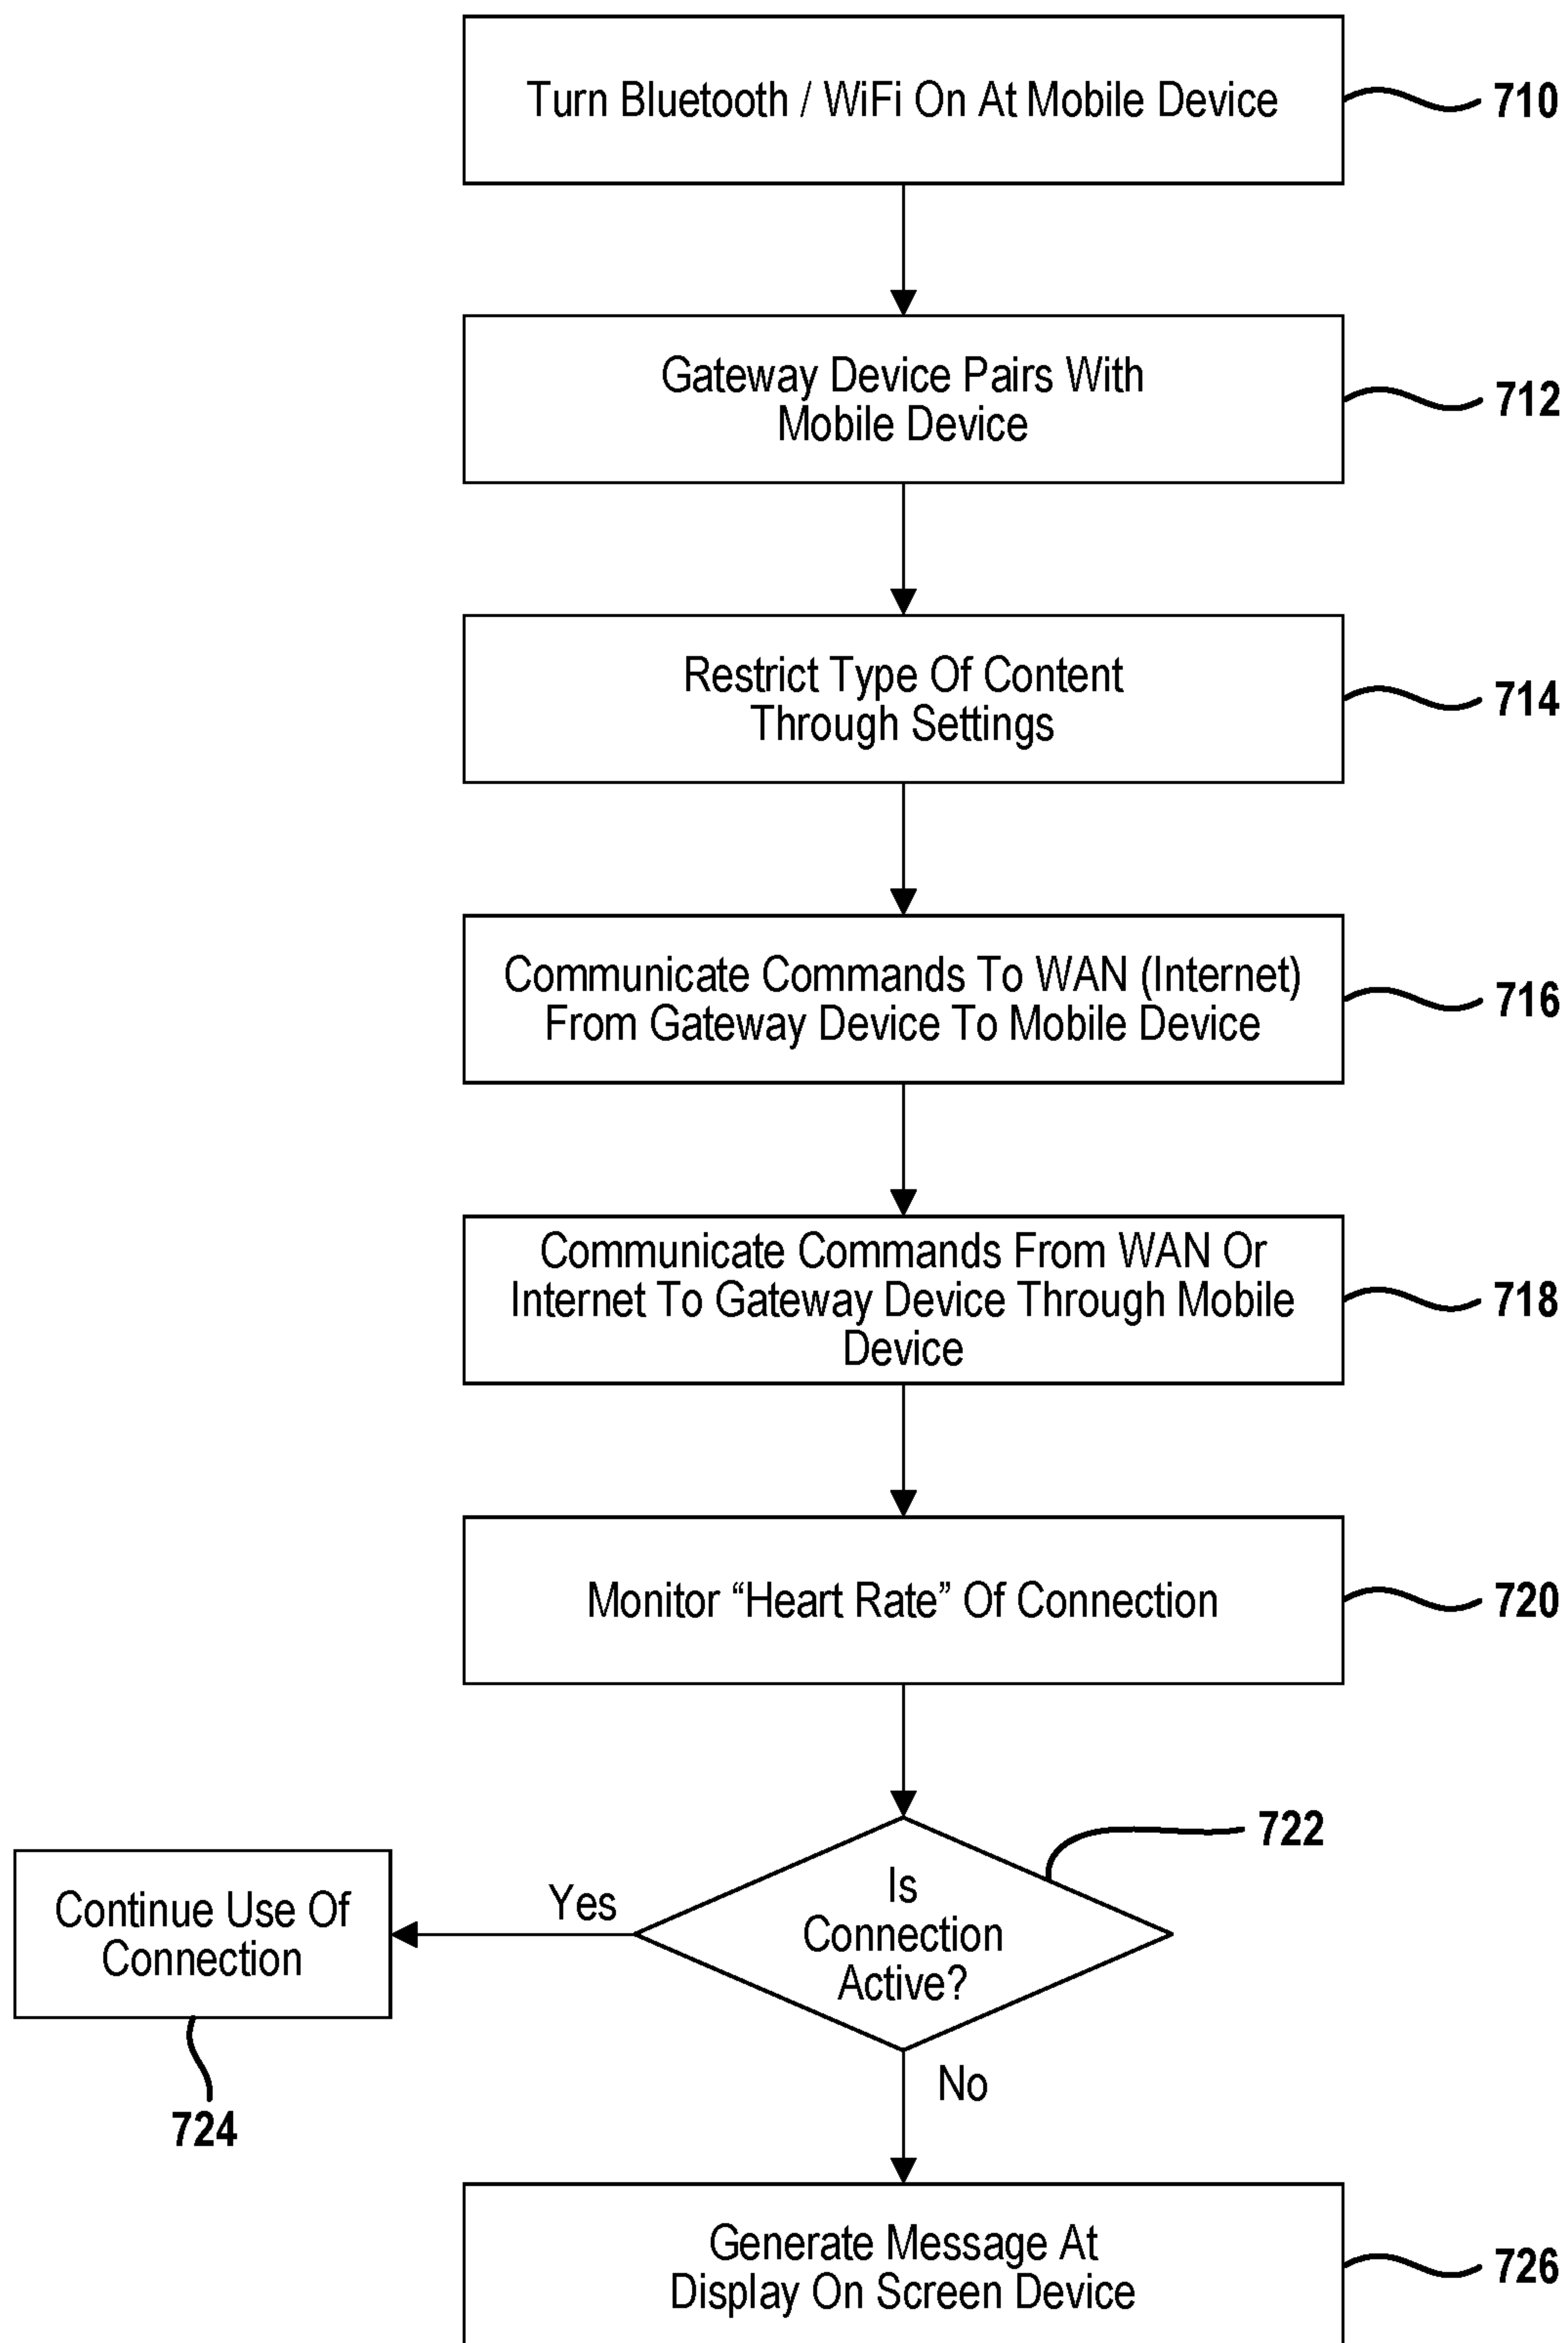 Turn Bluetooth / WiFi On At Mobile Device
710
Gateway Device Pairs With
Mobile Device
712
Restrict Type Of Content
Through Settings
714
Communicate Commands To WAN (Internet)
From Gateway Device To Mobile Device
716
Communicate Commands From WAN Or
Internet To Gateway Device Through Mobile
Device
718
Monitor “Heart Rate” Of Connection
720
Is
Connection
Active?
722
Yes
Continue Use Of
Connection
724
No
Generate Message At
Display On Screen Device
726